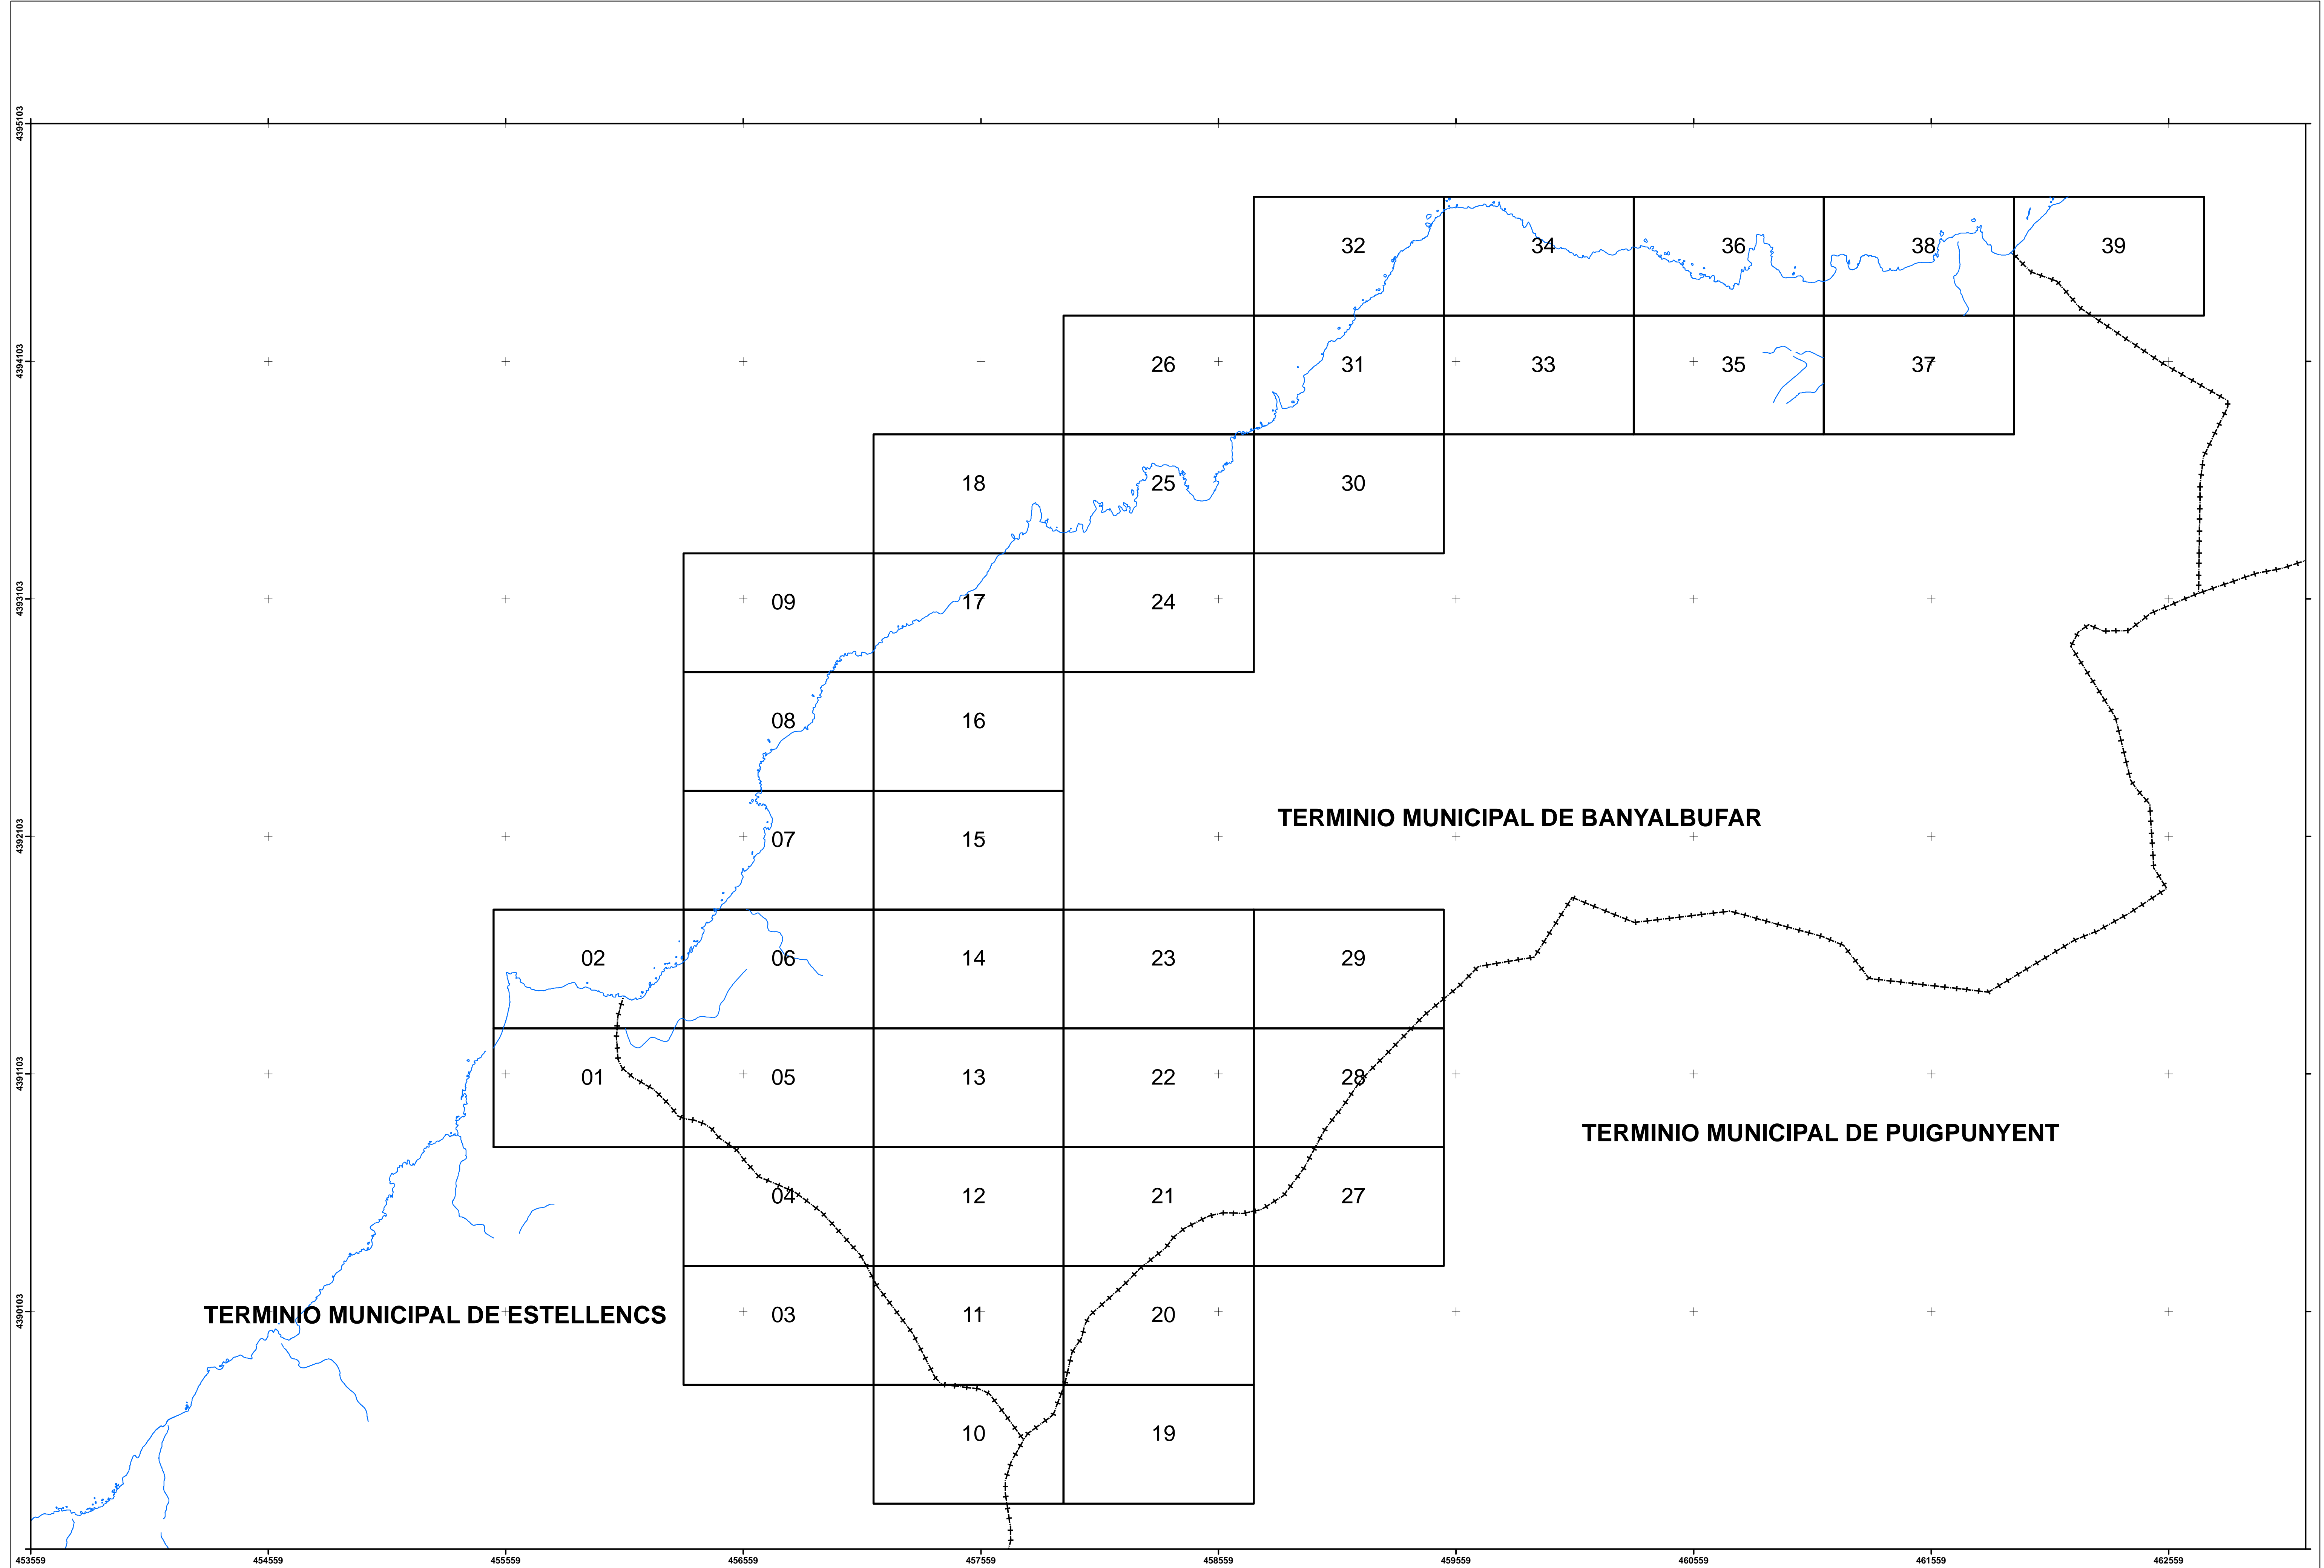 4395103
32 34 36 38 39
4394103
26 31 33 35 37
18 25 30
4393103
09 17 24
08 16
TERMINIO MUNICIPAL DE BANYALBUFAR
4392103
07 15
02 06 14 23 29
4391103
01 05 13 22 28
TERMINIO MUNICIPAL DE PUIGPUNYENT
04 12 21 27
4390103
TERMINIO MUNICIPAL DE ESTELLENCS
03 11 20
10 19
453559 454559 455559 456559 457559 458559 459559 460559 461559 462559